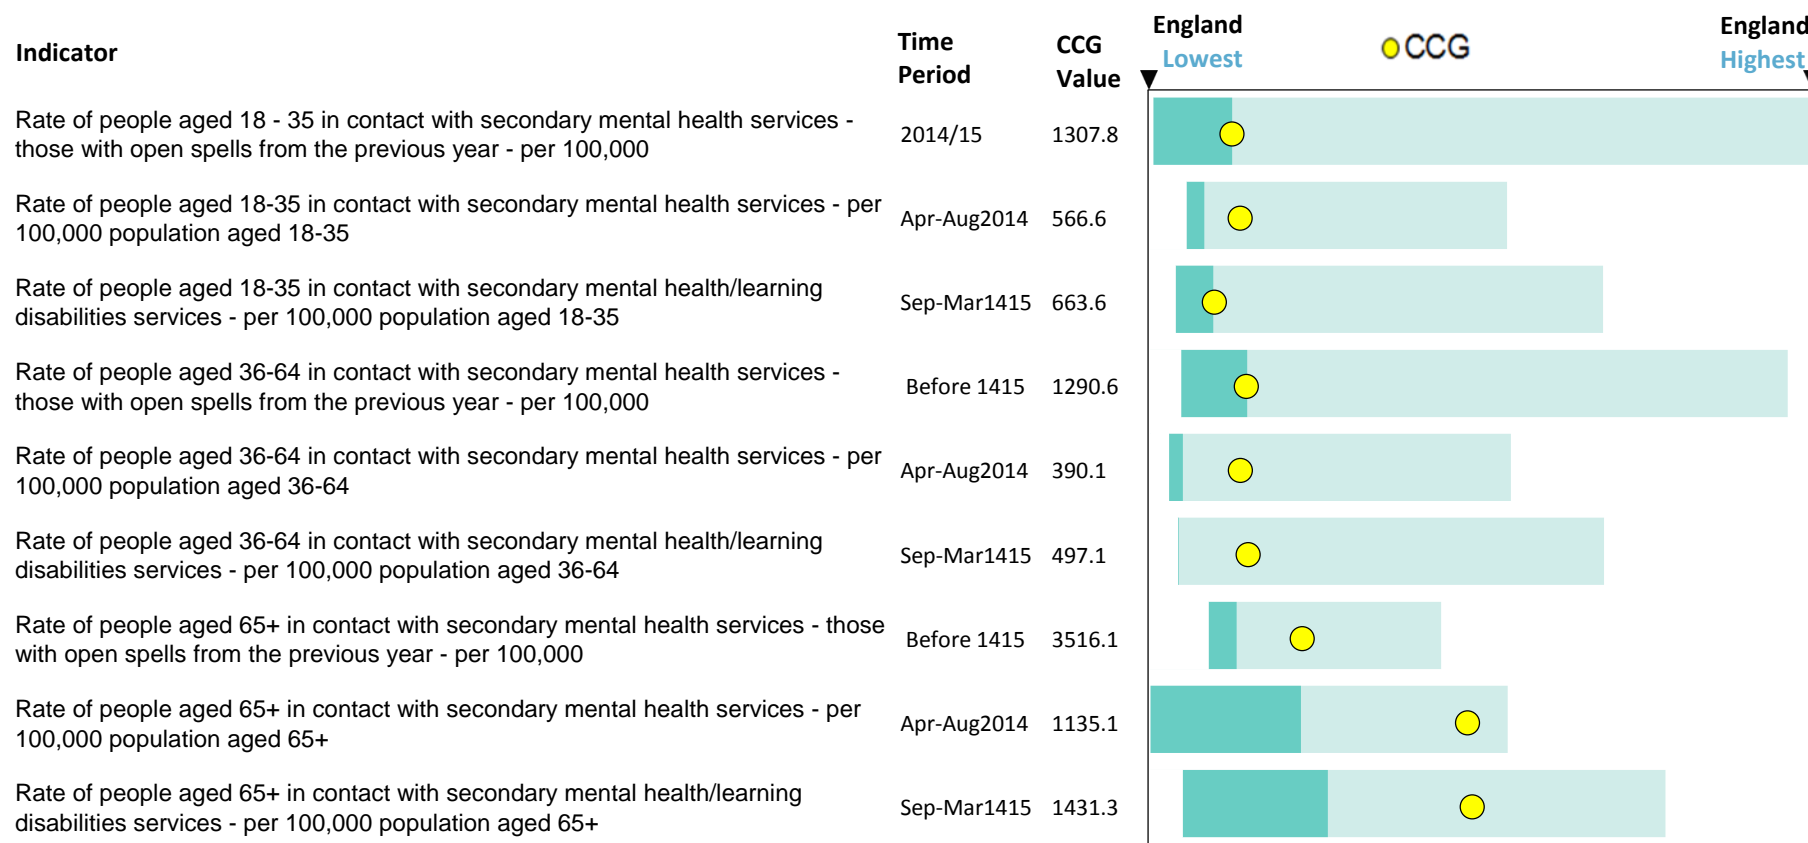 Indicator
Time
Period
CCG
Value
England
Lowest
CCG
England
Highest
Rate of people aged 18 - 35 in contact with secondary mental health services -
those with open spells from the previous year - per 100,000
2014/15
1307.8
Rate of people aged 18-35 in contact with secondary mental health services - per
100,000 population aged 18-35
Apr-Aug2014
566.6
Rate of people aged 18-35 in contact with secondary mental health/learning
disabilities services - per 100,000 population aged 18-35
Sep-Mar1415
663.6
Rate of people aged 36-64 in contact with secondary mental health services -
those with open spells from the previous year - per 100,000
Before 1415
1290.6
Rate of people aged 36-64 in contact with secondary mental health services - per
100,000 population aged 36-64
Apr-Aug2014
390.1
Rate of people aged 36-64 in contact with secondary mental health/learning
disabilities services - per 100,000 population aged 36-64
Sep-Mar1415
497.1
Rate of people aged 65+ in contact with secondary mental health services - those
with open spells from the previous year - per 100,000
Before 1415
3516.1
Rate of people aged 65+ in contact with secondary mental health services - per
100,000 population aged 65+
Apr-Aug2014
1135.1
Rate of people aged 65+ in contact with secondary mental health/learning
disabilities services - per 100,000 population aged 65+
Sep-Mar1415
1431.3